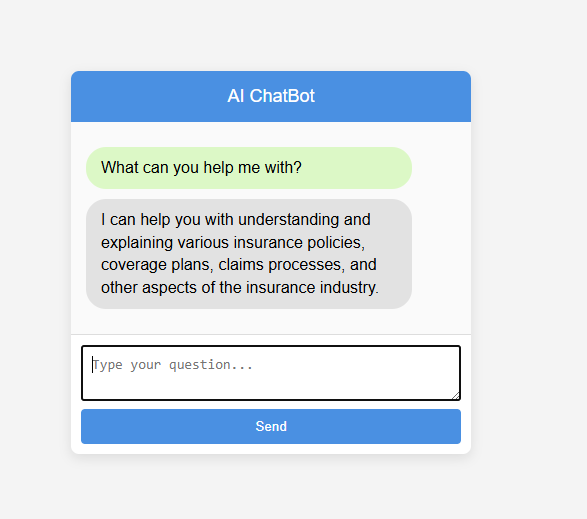 AI ChatBot
What can you help me with?
I can help you with understanding and
explaining various insurance policies,
coverage plans, claims processes, and
other aspects of the insurance industry.
Type your question...
Send